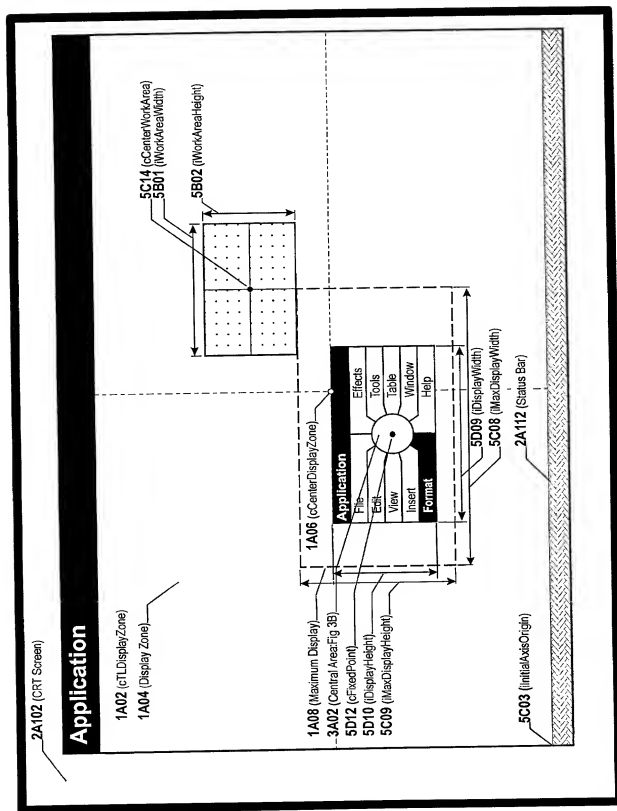 2A102 (CRT Screen)
Application
1A02 (cTLDisplayZone)
1A04 (Display Zone)
5C14 (cCenterWorkArea)
5B01 (iWorkAreaWidth)
5B02 (iWorkAreaHeight)
1A06 (cCenterDisplayZone)
1A08 (Maximum Display)
3A02 (Central Area:Fig 3B)
5D12 (cFixedPoint)
5D10 (iDisplayHeight)
5C09 (iMaxDisplayHeight)
Application
File
Effects
Edit
Tools
View
Table
Insert
Window
Format
Help
5D09 (iDisplayWidth)
5C08 (iMaxDisplayWidth)
2A112 (Status Bar)
5C03 (InitialAxisOrigin)